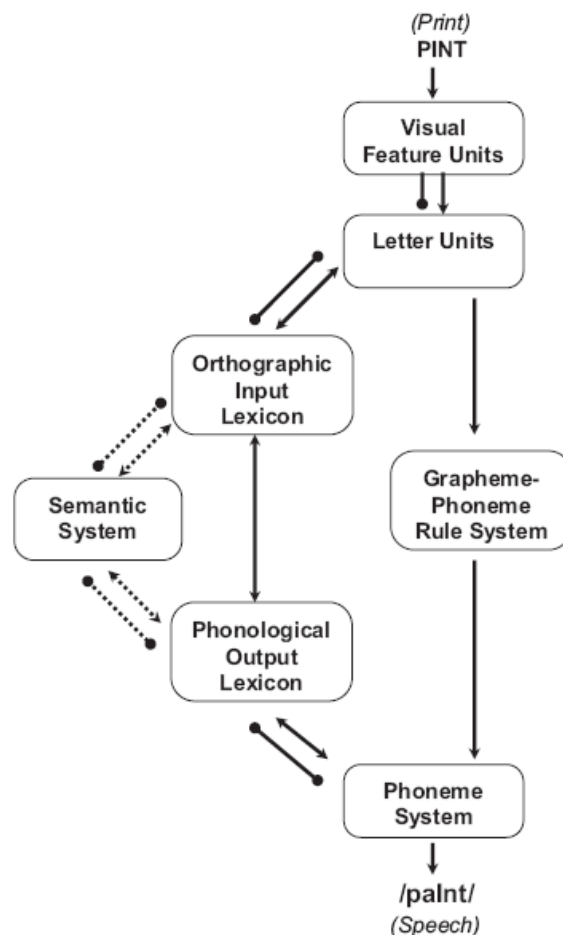 (Print)
PINT
Visual
Feature Units
Letter Units
Orthographic
Input
Lexicon
Semantic
System
Grapheme-
Phoneme
Rule System
Phonological
Output
Lexicon
Phoneme
System
/paInt/
(Speech)